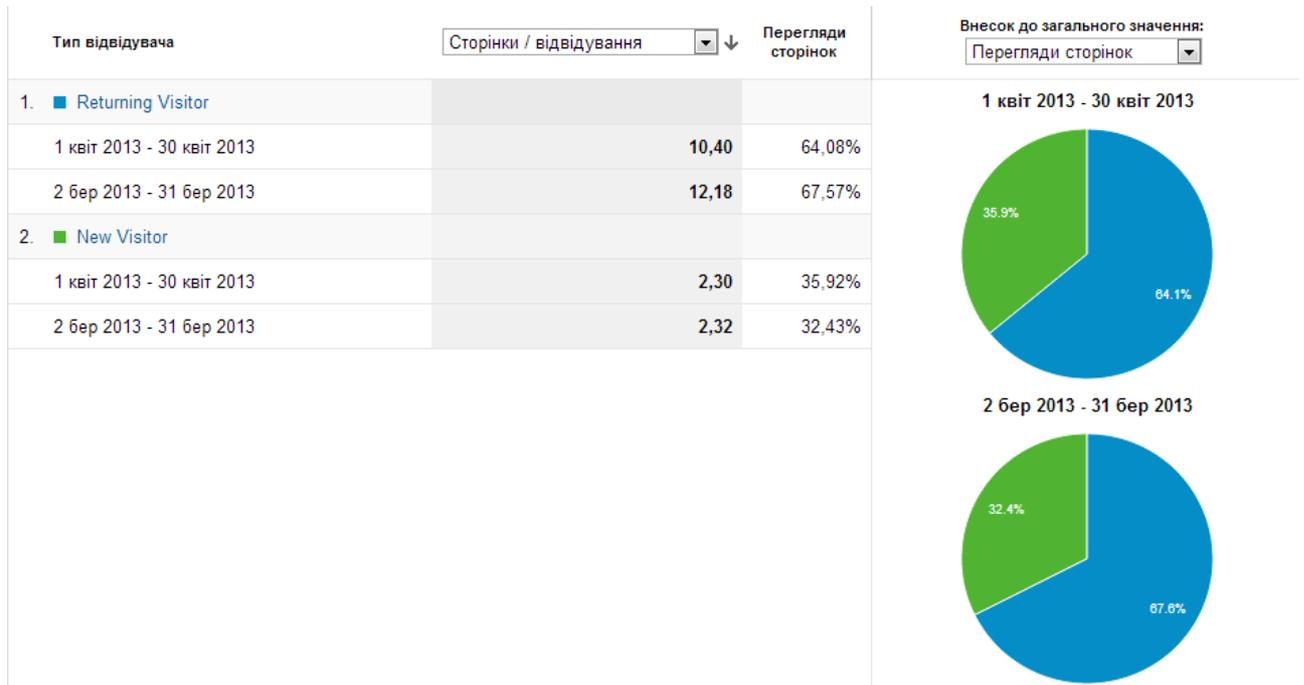 Тип відвідувача
Сторінки / відвідування
Перегляди
сторінок
Внесок до загального значення:
Перегляди сторінок
1. Returning Visitor
1 квіт 2013 - 30 квіт 2013 10,40 64,08%
2 бер 2013 - 31 бер 2013 12,18 67,57%
2. New Visitor
1 квіт 2013 - 30 квіт 2013 2,30 35,92%
2 бер 2013 - 31 бер 2013 2,32 32,43%
1 квіт 2013 - 30 квіт 2013
35.9%
64.1%
2 бер 2013 - 31 бер 2013
32.4%
67.6%